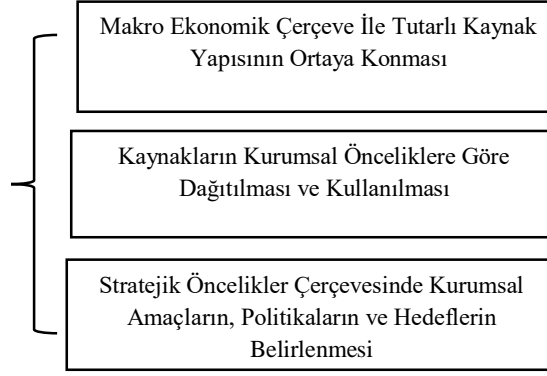 Makro Ekonomik Çerçeve İle Tutarlı Kaynak
Yapısının Ortaya Konması
Kaynakların Kurumsal Önceliklere Göre
Dağıtılması ve Kullanılması
Stratejik Öncelikler Çerçevesinde Kurumsal
Amaçların, Politikaların ve Hedeflerin
Belirlenmesi